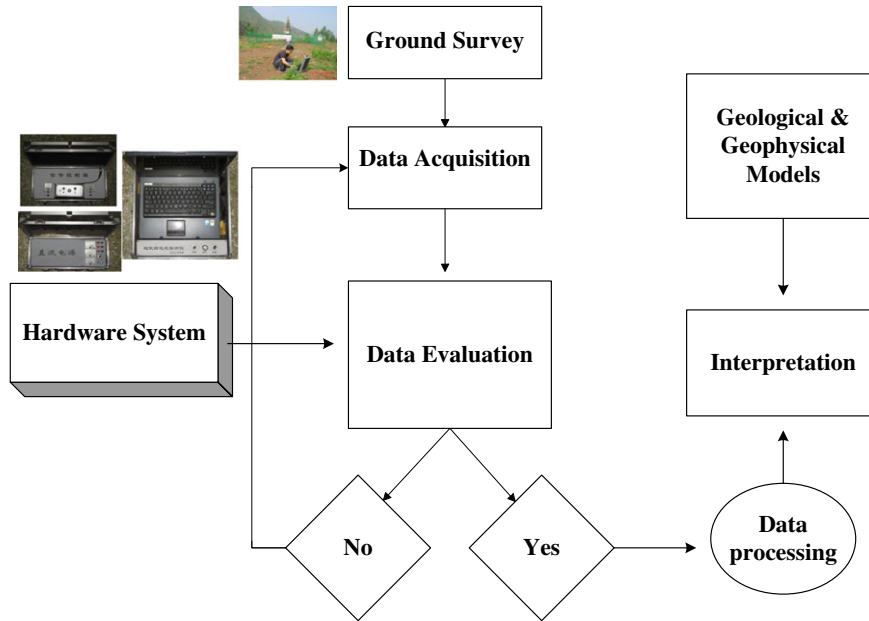 Ground Survey
Data Acquisition
Geological &
Geophysical
Models
直流电源
Hardware System
Data Evaluation
Interpretation
No
Yes
Data
processing